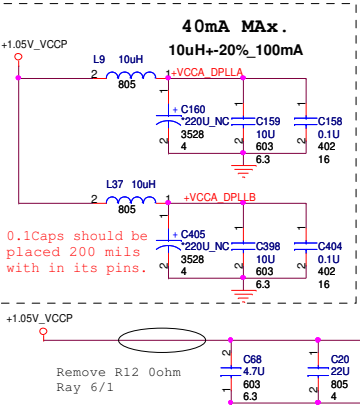 40mA MAx.
10uH+-20%_100mA
+1.05V_VCCP
L9 10uH
2 1 +VCCA_DPLLA
805
1 1 1
+ C160 C159 C158
*220U_NC 10U 0.1U
3528 603 402
4 6.3 16
2 2 2
L37 10uH
2 1 +VCCA_DPLLB
805
1 1 1
0.1Caps should be
placed 200 mils
with in its pins.
+ C405 C398 C404
*220U_NC 10U 0.1U
3528 603 402
4 6.3 16
2 2 2
+1.05V_VCCP
Remove R12 0ohm
Ray 6/1
2 2
C68 C20
4.7U 22U
603 805
6.3 4
1 1